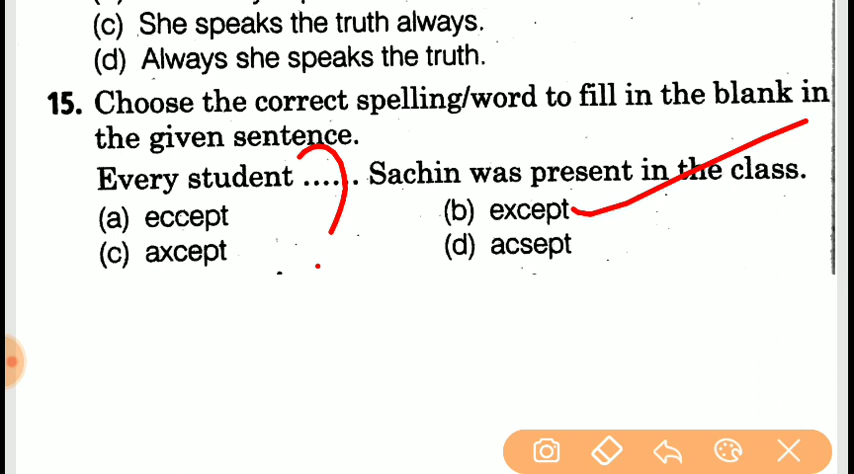 (c) She speaks the truth always.
(d) Always she speaks the truth.
15. Choose the correct spelling/word to fill in the blank in
the given sentence.
Every student ...... Sachin was present in the class.
(a) eccept (b) except
(c) axcept (d) acsept